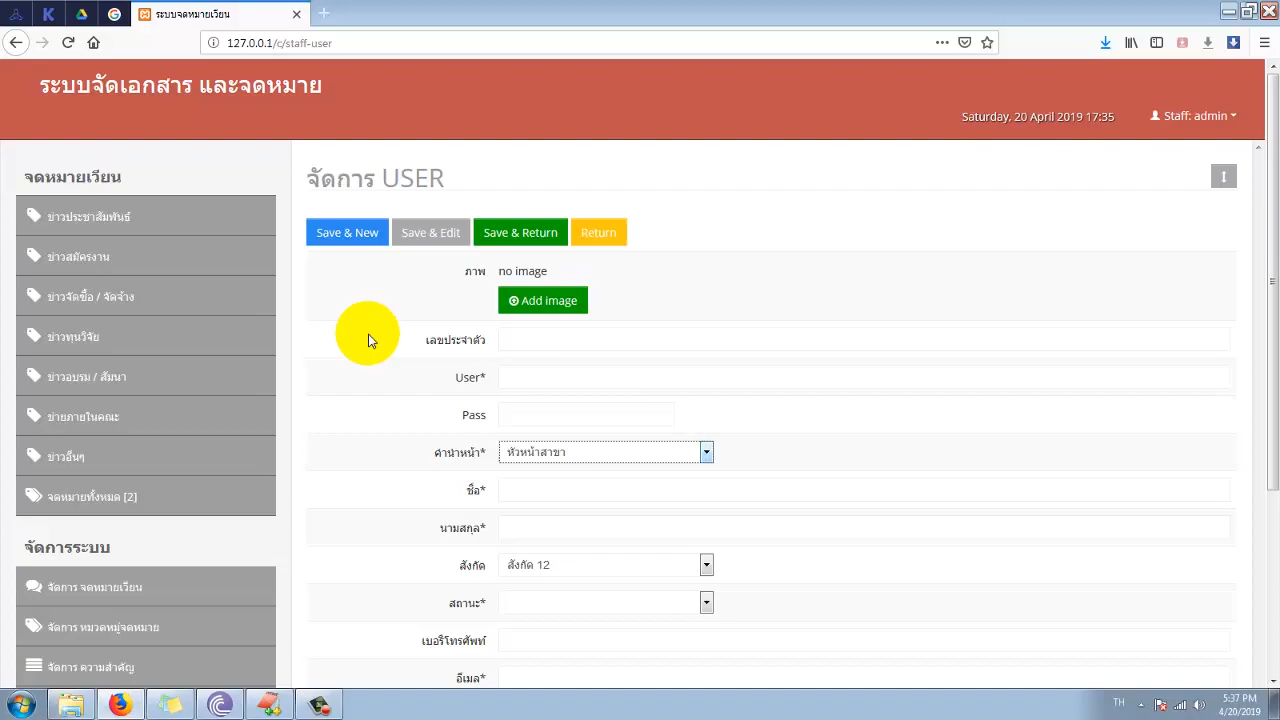 ระบบจดหมายเวียน
127.0.0.1/c/staff-user
ระบบจัดเอกสาร และจดหมาย
Saturday, 20 April 2019 17:35
Staff: admin
จดหมายเวียน
ข่าวประชาสัมพันธ์
ข่าวสมัครงาน
ข่าวจัดซื้อ / จัดจ้าง
ข่าวทุนวิจัย
ข่าวอบรม / สัมนา
ข่ายภายในคณะ
ข่าวอื่นๆ
จดหมายทั้งหมด [2]
จัดการระบบ
จัดการ จดหมายเวียน
จัดการ หมวดหมู่จดหมาย
จัดการ ความสำคัญ
จัดการ USER
Save & New
Save & Edit
Save & Return
Return
ภาพ
no image
Add image
เลขประจำตัว
User*
Pass
คำนำหน้า*
หัวหน้าสาขา
ชื่อ*
นามสกุล*
สังกัด
สังกัด 12
สถานะ*
เบอร์โทรศัพท์
อีเมล*
TH
5:37 PM
4/20/2019